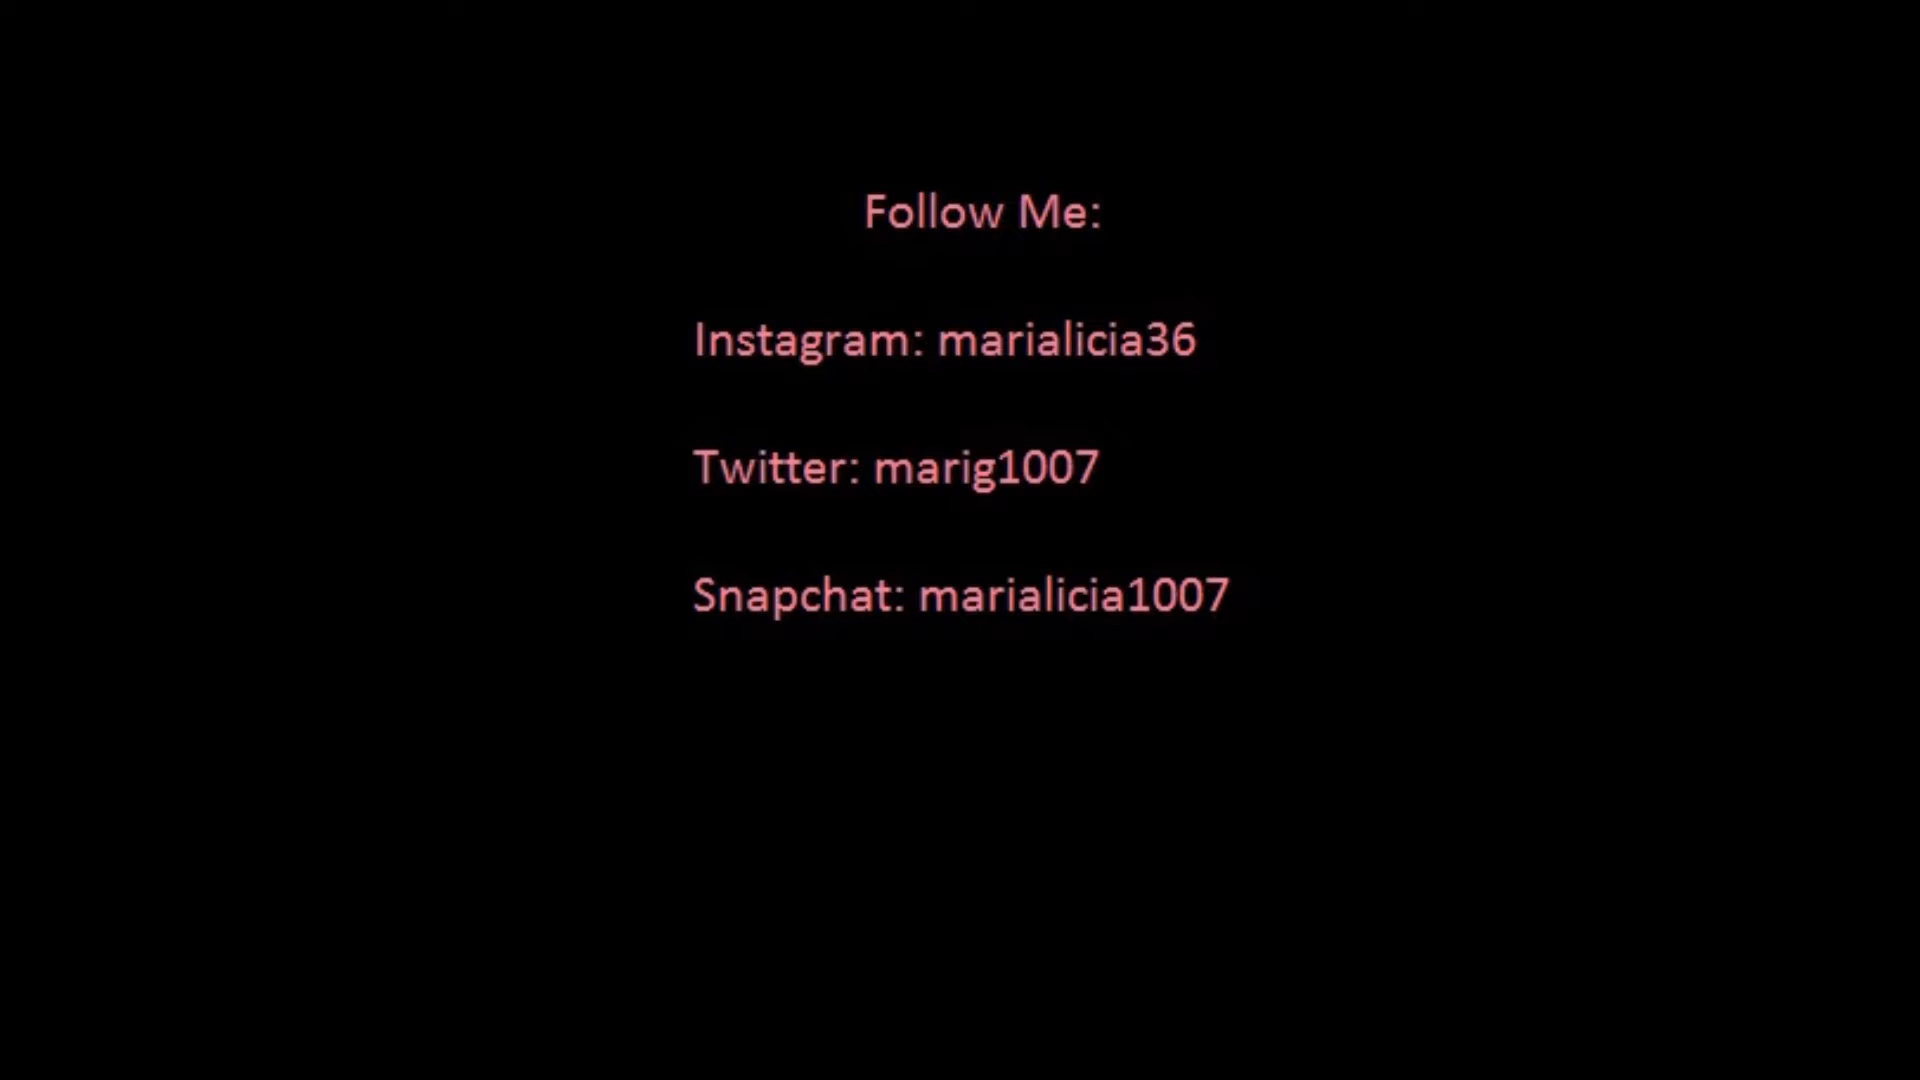 Follow Me:
Instagram: marialicia36
Twitter: marig1007
Snapchat: marialicia1007